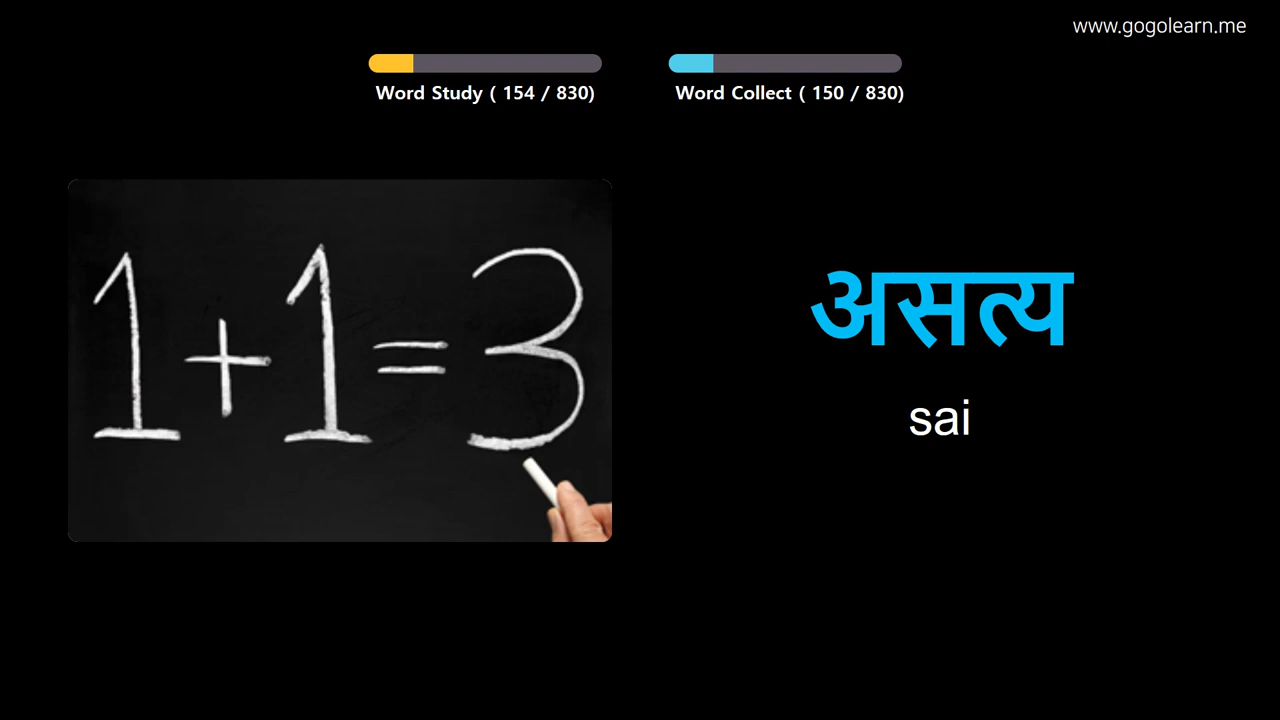 www.gogolearn.me
Word Study ( 154 / 830)
Word Collect ( 150 / 830)
1+1=3
असत्य
sai